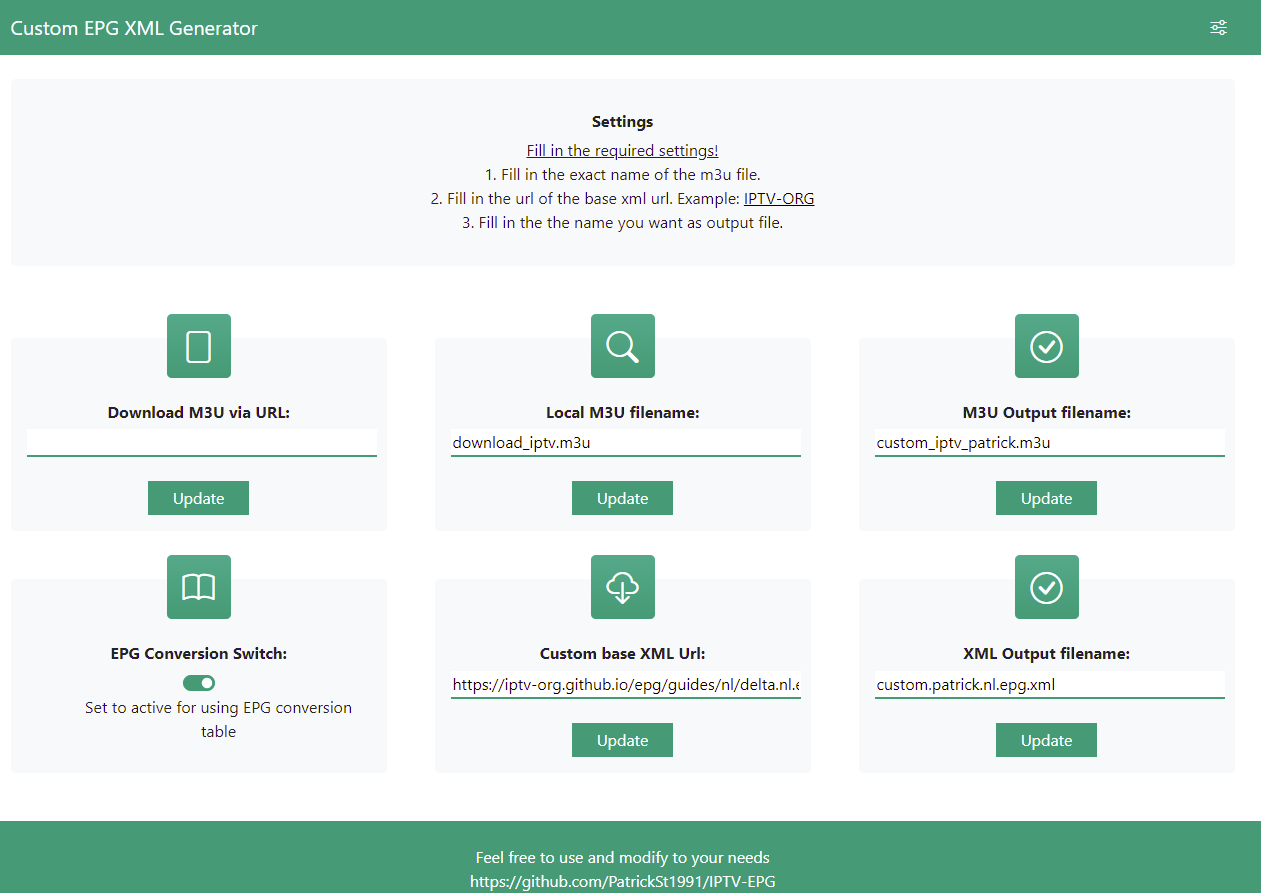 Custom EPG XML Generator
Settings
Fill in the required settings!
1. Fill in the exact name of the m3u file.
2. Fill in the url of the base xml url. Example: IPTV-ORG
3. Fill in the the name you want as output file.
Download M3U via URL:
Update
Local M3U filename:
download_iptv.m3u
Update
M3U Output filename:
custom_iptv_patrick.m3u
Update
EPG Conversion Switch:
Set to active for using EPG conversion
table
Custom base XML Url:
https://iptv-org.github.io/epg/guides/nl/delta.nl.e
Update
XML Output filename:
custom.patrick.nl.epg.xml
Update
Feel free to use and modify to your needs
https://github.com/PatrickSt1991/IPTV-EPG